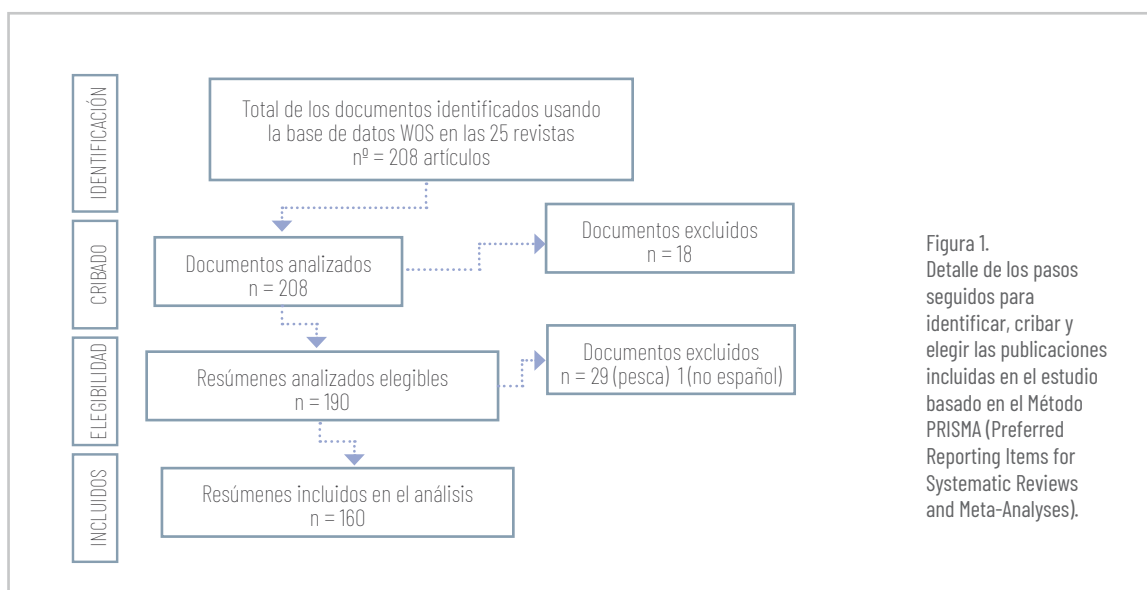 IDENTIFICACIÓN
Total de los documentos identificados usando
la base de datos WOS en las 25 revistas
nº = 208 artículos
CRIBADO
Documentos analizados
n = 208
Documentos excluidos
n = 18
ELEGIBILIDAD
Resúmenes analizados elegibles
n = 190
Documentos excluidos
n = 29 (pesca) 1 (no español)
INCLUIDOS
Resúmenes incluidos en el análisis
n = 160
Figura 1.
Detalle de los pasos
seguidos para
identificar, cribar y
elegir las publicaciones
incluidas en el estudio
basado en el Método
PRISMA (Preferred
Reporting Items for
Systematic Reviews
and Meta-Analyses).